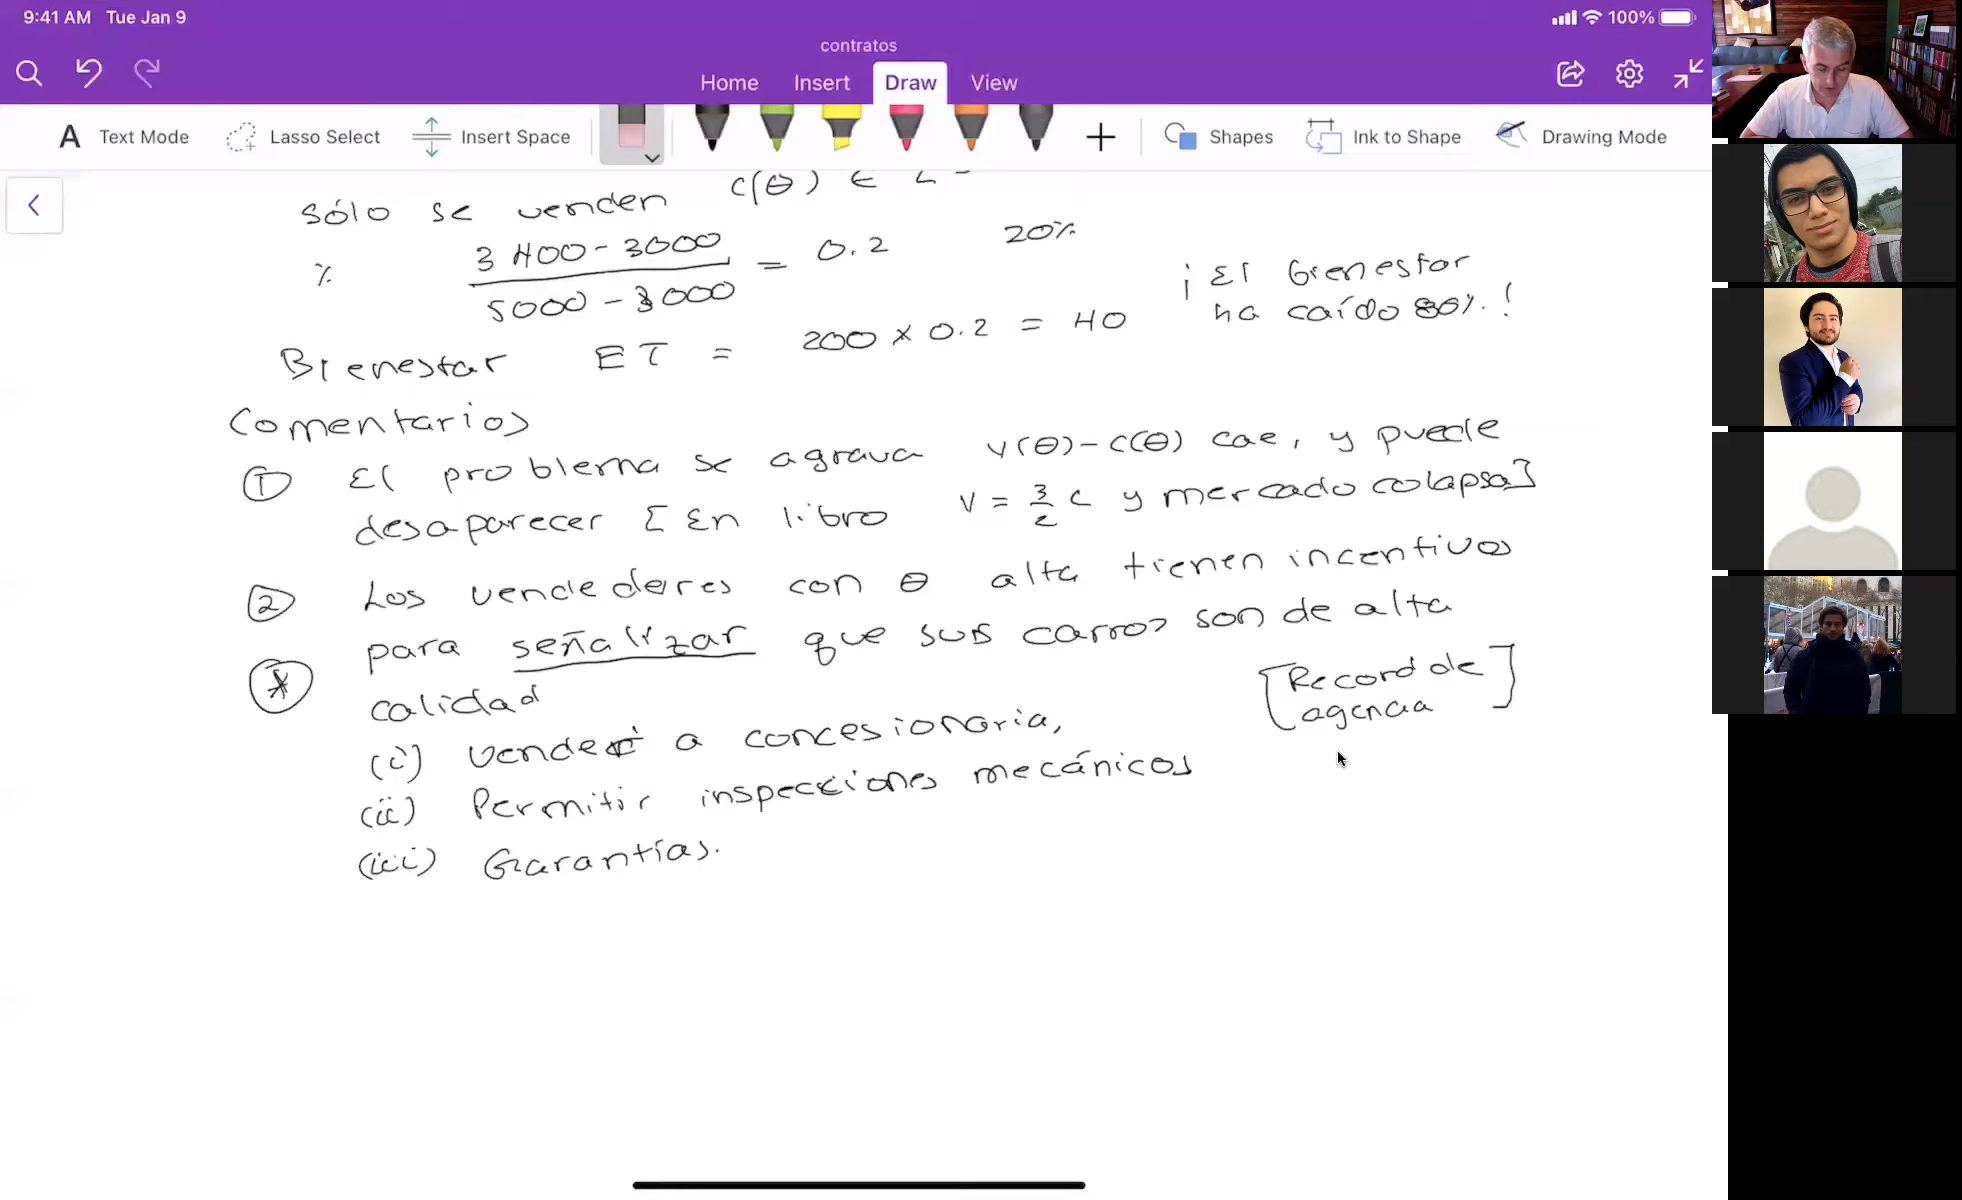 9:41 AM Tue Jan 9
100%
contratos
Home Insert Draw View
A Text Mode Lasso Select Insert Space Shapes Ink to Shape Drawing Mode
Sólo se venden c(θ) ∈
% 3400-3000 / 5000-3000 = 0.2 20%
¡El bienestar
ha caído 80%!
Bienestar ET = 200 x 0.2 = 40
Comentarios
① El problema se agrava v(θ)-c(θ) cae, y puede
desaparecer [En libro v = 3/2 c y mercado colapsa]
② Los vendedores con θ alta tienen incentivos
para señalizar que sus carros son de alta
calidad
[Record de
agencia]
(i) Vender a concesionaria,
(ii) Permitir inspecciones mecánicos
(iii) Garantías.